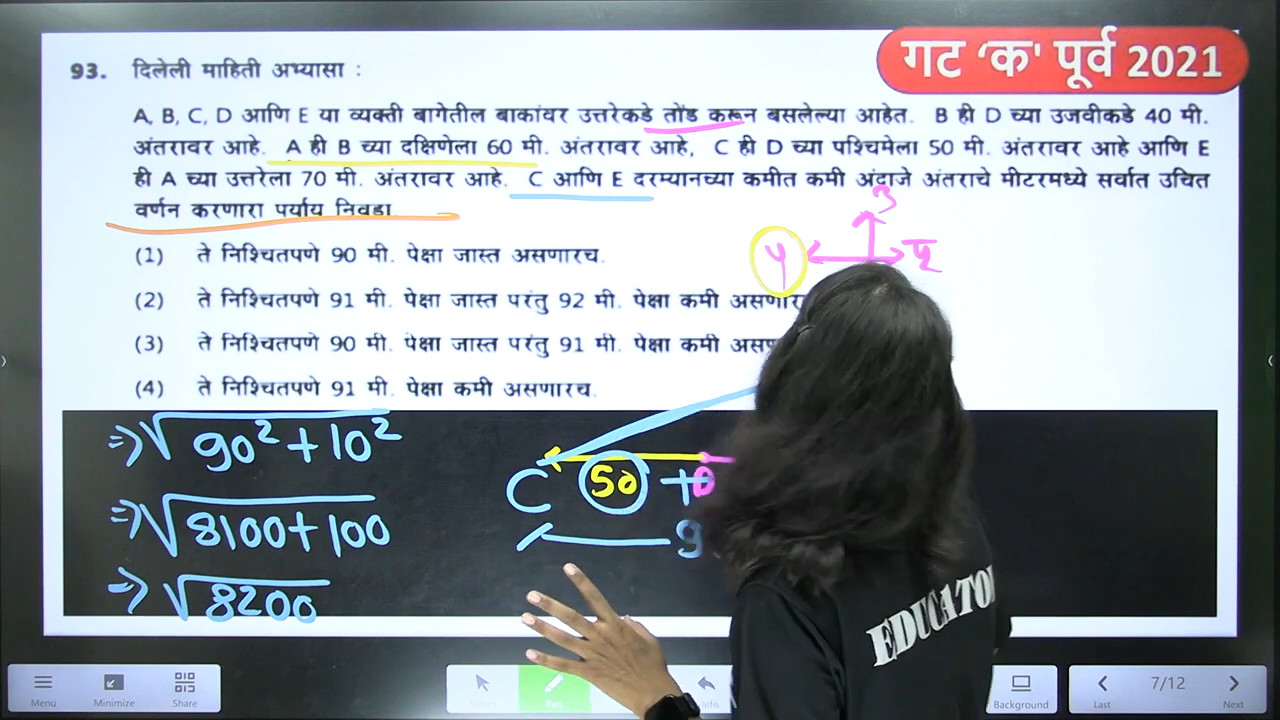 गट ‘क' पूर्व 2021
93. दिलेली माहिती अभ्यासा :
A, B, C, D आणि E या व्यक्ती बागेतील बाकांवर उत्तरेकडे तोंड करून बसलेल्या आहेत. B ही D च्या उजवीकडे 40 मी.
अंतरावर आहे. A ही B च्या दक्षिणेला 60 मी. अंतरावर आहे, C ही D च्या पश्चिमेला 50 मी. अंतरावर आहे आणि E
ही A च्या उत्तरेला 70 मी. अंतरावर आहे. C आणि E दरम्यानच्या कमीत कमी अंदाजे अंतराचे मीटरमध्ये सर्वात उचित
वर्णन करणारा पर्याय निवडा
उ
प पू
(1) ते निश्चितपणे 90 मी. पेक्षा जास्त असणारच.
(2) ते निश्चितपणे 91 मी. पेक्षा जास्त परंतु 92 मी. पेक्षा कमी
(3) ते निश्चितपणे 90 मी. पेक्षा जास्त परंतु 91 मी. पेक्षा कमी
(4) ते निश्चितपणे 91 मी. पेक्षा कमी असणारच.
⇒ √90² + 10²
C 50 +
⇒ √8100 + 100
9
⇒ √8200
EDUCATOR
Menu Minimize Share Select Pen Background Last 7/12 Next